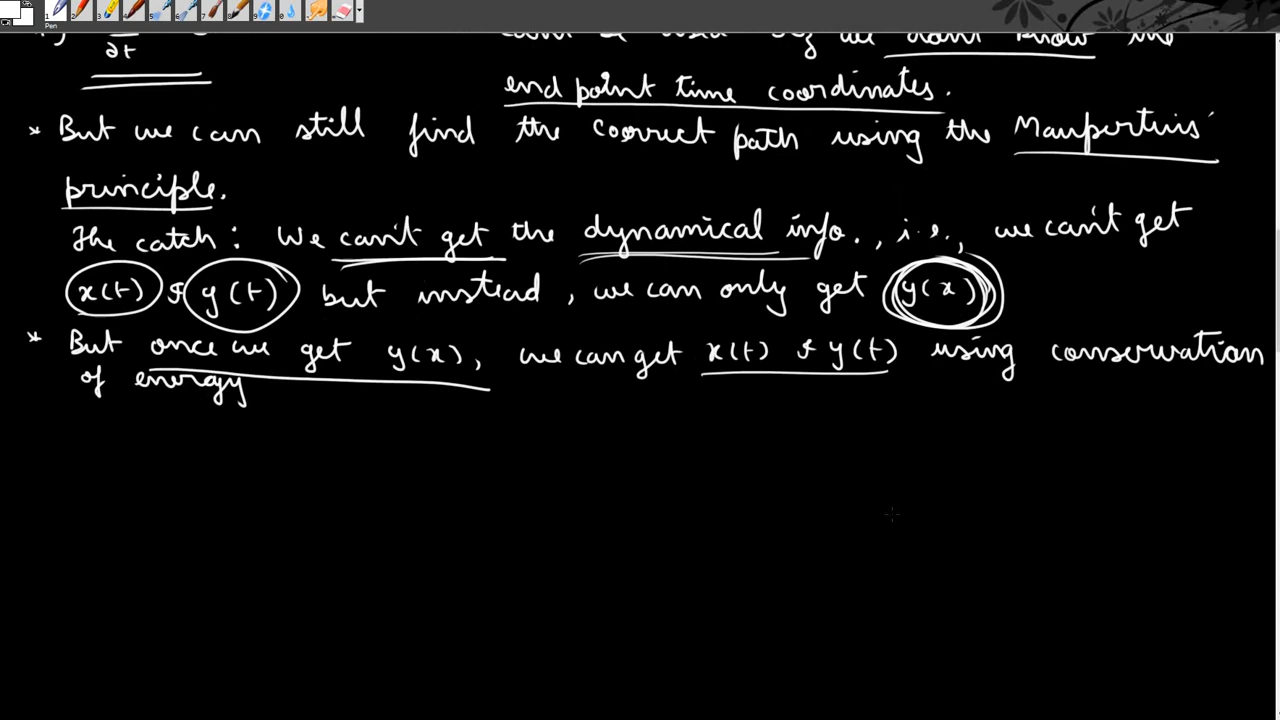 ∂t
know the
end point time coordinates.
* But we can still find the correct path using the Maupertuis'
principle.
The catch: We can't get the dynamical info., i.e., we can't get
x(t) & y(t) but instead, we can only get y(x)
* But once we get y(x), we can get x(t) & y(t) using conservation
of energy